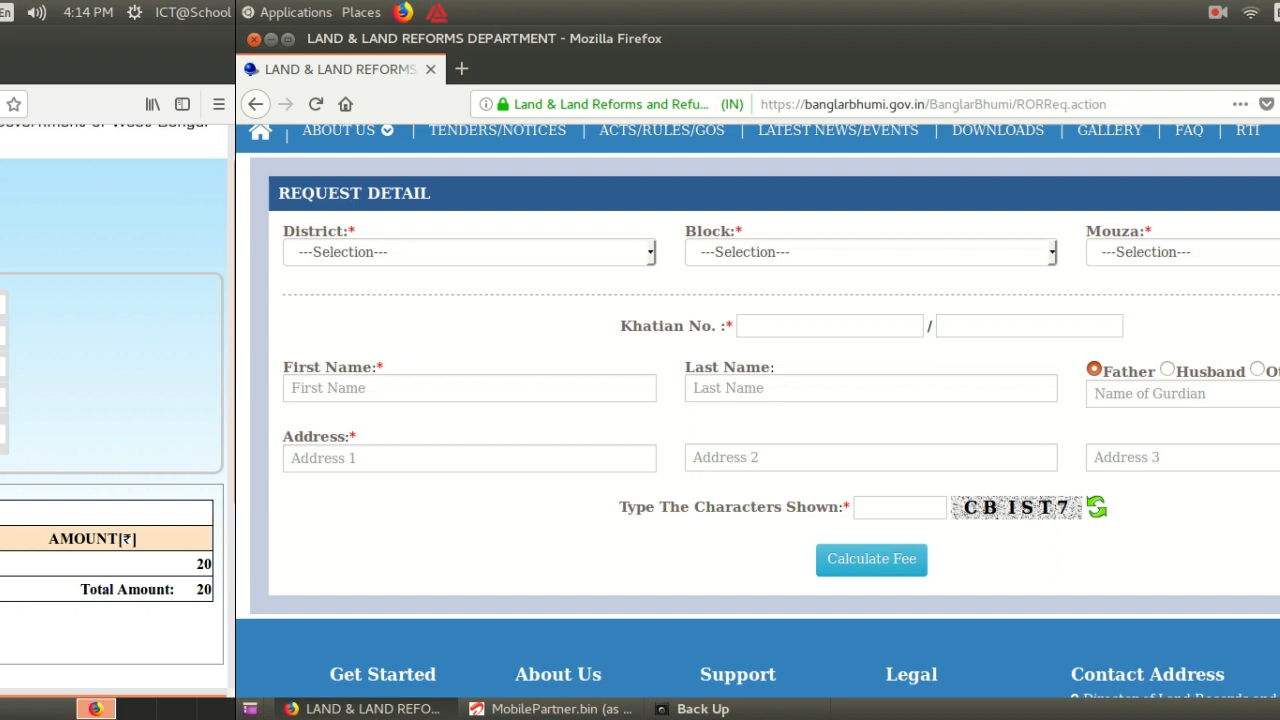 En 4:14 PM ICT@School Applications Places
LAND & LAND REFORMS DEPARTMENT - Mozilla Firefox
LAND & LAND REFORMS
Land & Land Reforms and Refu... (IN) https://banglarbhumi.gov.in/BanglarBhumi/RORReq.action
ABOUT US TENDERS/NOTICES ACTS/RULES/GOS LATEST NEWS/EVENTS DOWNLOADS GALLERY FAQ RTI
REQUEST DETAIL
District:* Block:* Mouza:*
---Selection--- ---Selection--- ---Selection---
Khatian No. :* /
First Name:* Last Name: Father Husband Ot
First Name Last Name Name of Gurdian
Address:*
Address 1 Address 2 Address 3
Type The Characters Shown:* CBIST7
AMOUNT[₹]
Calculate Fee
20
Total Amount: 20
Get Started About Us Support Legal Contact Address
LAND & LAND REFO... MobilePartner.bin (as ... Back Up